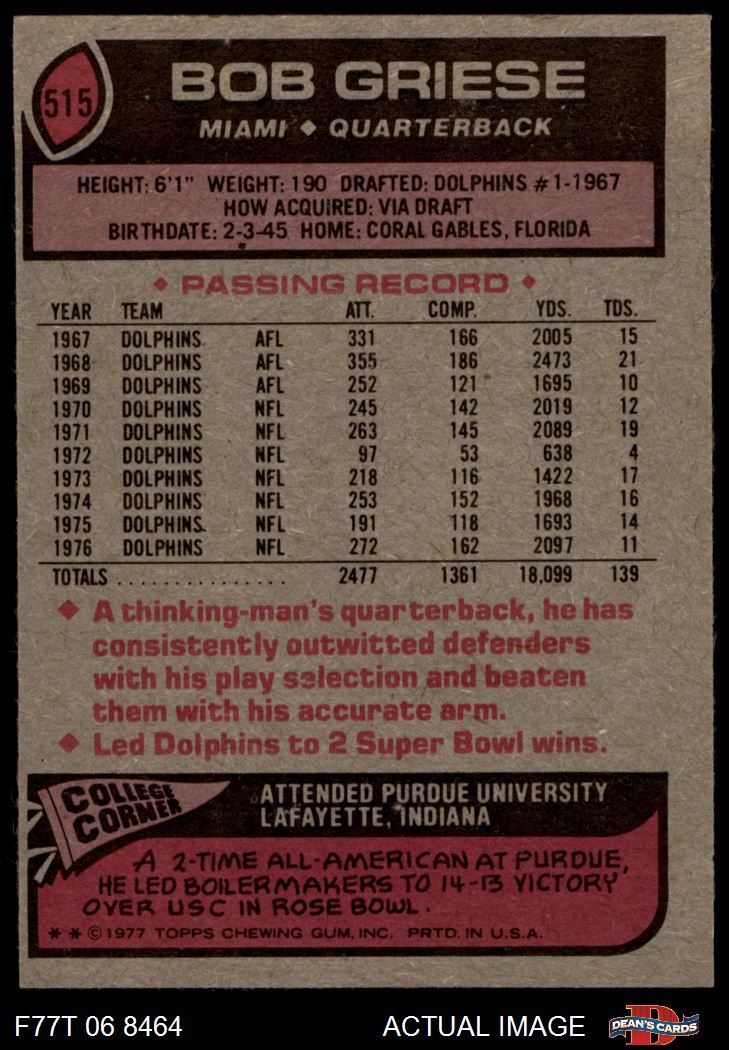 515
BOB GRIESE
MIAMI ◆ QUARTERBACK
HEIGHT: 6'1" WEIGHT: 190 DRAFTED: DOLPHINS #1-1967
HOW ACQUIRED: VIA DRAFT
BIRTHDATE: 2-3-45 HOME: CORAL GABLES, FLORIDA
◆ PASSING RECORD ◆
YEAR TEAM ATT. COMP. YDS. TDS.
1967 DOLPHINS AFL 331 166 2005 15
1968 DOLPHINS AFL 355 186 2473 21
1969 DOLPHINS AFL 252 121 1695 10
1970 DOLPHINS NFL 245 142 2019 12
1971 DOLPHINS NFL 263 145 2089 19
1972 DOLPHINS NFL 97 53 638 4
1973 DOLPHINS NFL 218 116 1422 17
1974 DOLPHINS NFL 253 152 1968 16
1975 DOLPHINS NFL 191 118 1693 14
1976 DOLPHINS NFL 272 162 2097 11
TOTALS ............... 2477 1361 18,099 139
◆ A thinking-man's quarterback, he has
consistently outwitted defenders
with his play selection and beaten
them with his accurate arm.
◆ Led Dolphins to 2 Super Bowl wins.
COLLEGE
CORNER
ATTENDED PURDUE UNIVERSITY
LAFAYETTE, INDIANA
A 2-TIME ALL-AMERICAN AT PURDUE,
HE LED BOILERMAKERS TO 14-13 VICTORY
OVER USC IN ROSE BOWL.
** © 1977 TOPPS CHEWING GUM, INC. PRTD. IN U.S.A.
F77T 06 8464 ACTUAL IMAGE
D
DEAN'S CARDS